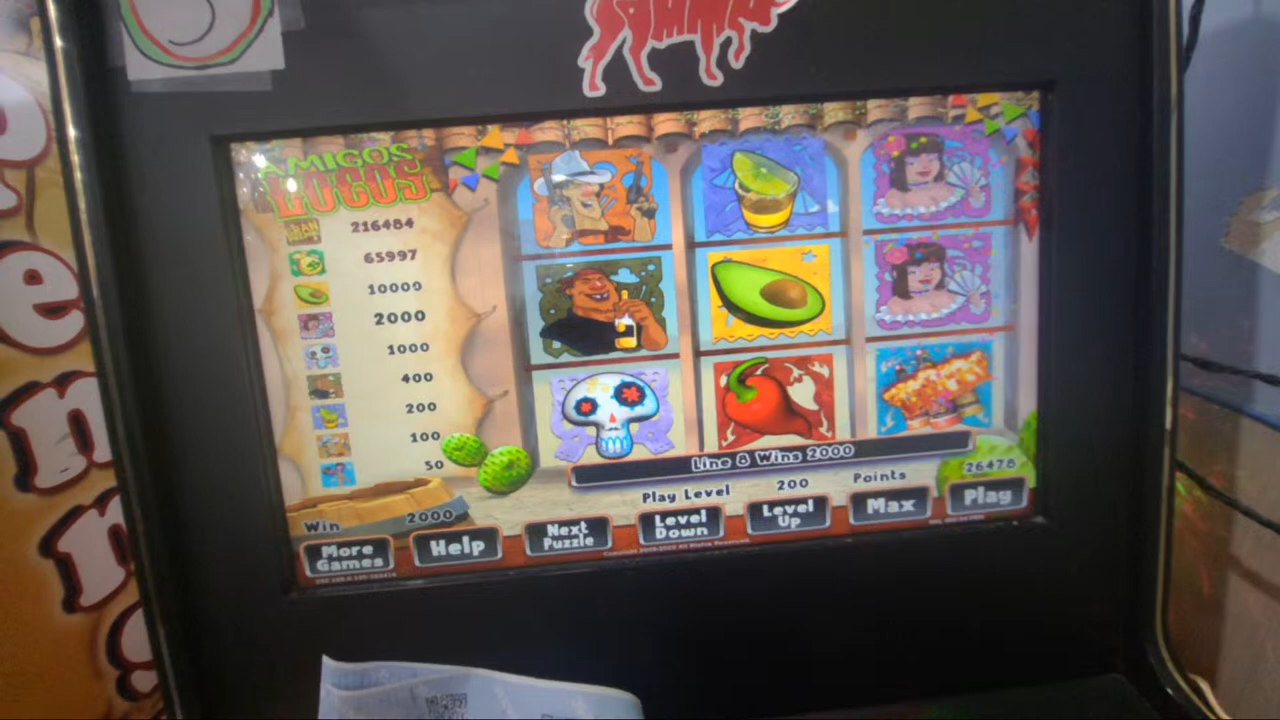 AMIGOS
LOCOS
216484
65997
10000
2000
1000
400
200
100
50
Line 8 Wins 2000
Win 2000
Play Level 200
Points 26478
More Games
Help
Next Puzzle
Level Down
Level Up
Max
Play
Pennn